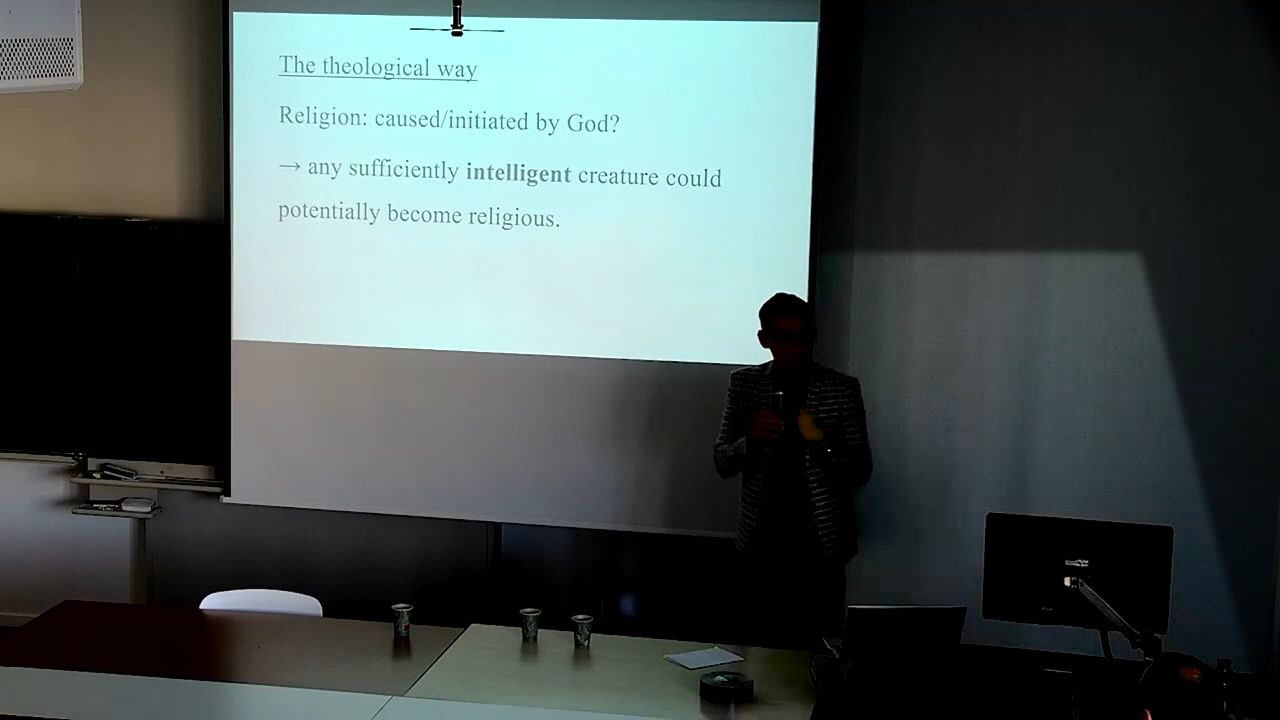 The theological way
Religion: caused/initiated by God?
→ any sufficiently intelligent creature could
potentially become religious.